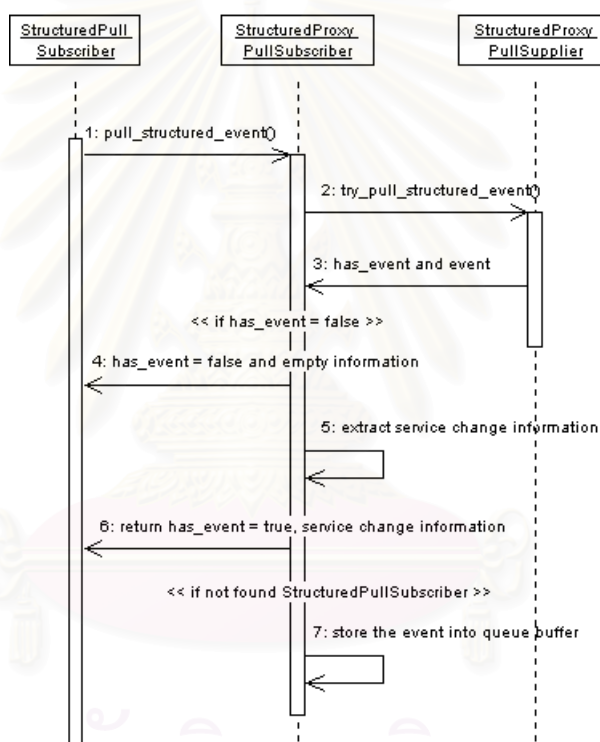 StructuredPull
Subscriber
StructuredProxy
PullSubscriber
StructuredProxy
PullSupplier
1: pull_structured_event()
2: try_pull_structured_event()
3: has_event and event
<< if has_event = false >>
4: has_event = false and empty information
5: extract service change information
6: return has_event = true, service change information
<< if not found StructuredPullSubscriber >>
7: store the event into queue buffer